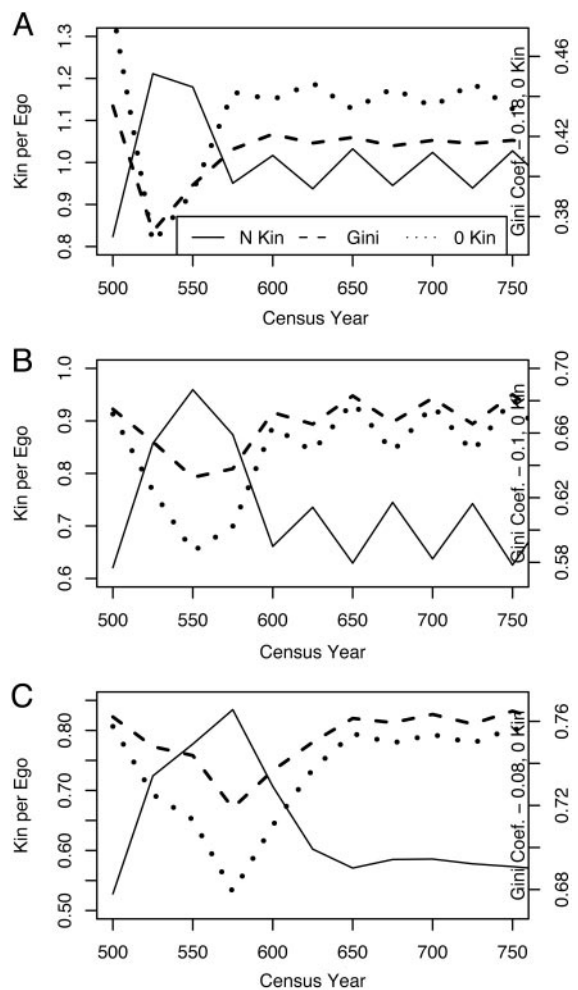 A
1.3
1.2
1.1
1.0
0.9
0.8
Kin per Ego
0.46
0.42
0.38
Gini Coef. − 0.18, 0 Kin
N Kin Gini 0 Kin
500 550 600 650 700 750
Census Year
B
1.0
0.9
0.8
0.7
0.6
Kin per Ego
0.70
0.66
0.62
0.58
Gini Coef. − 0.1, 0 Kin
500 550 600 650 700 750
Census Year
C
0.80
0.70
0.60
0.50
Kin per Ego
0.76
0.72
0.68
Gini Coef. − 0.08, 0 Kin
500 550 600 650 700 750
Census Year